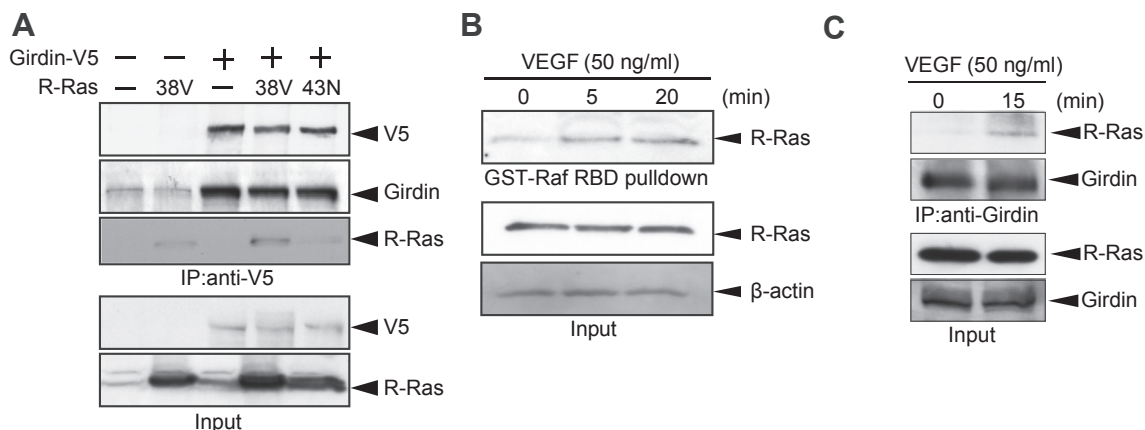 A
Girdin-V5 – – + + +
R-Ras – 38V – 38V 43N
V5
Girdin
R-Ras
IP:anti-V5
V5
R-Ras
Input
B
VEGF (50 ng/ml)
0 5 20 (min)
R-Ras
GST-Raf RBD pulldown
R-Ras
β-actin
Input
C
VEGF (50 ng/ml)
0 15 (min)
R-Ras
Girdin
IP:anti-Girdin
R-Ras
Girdin
Input